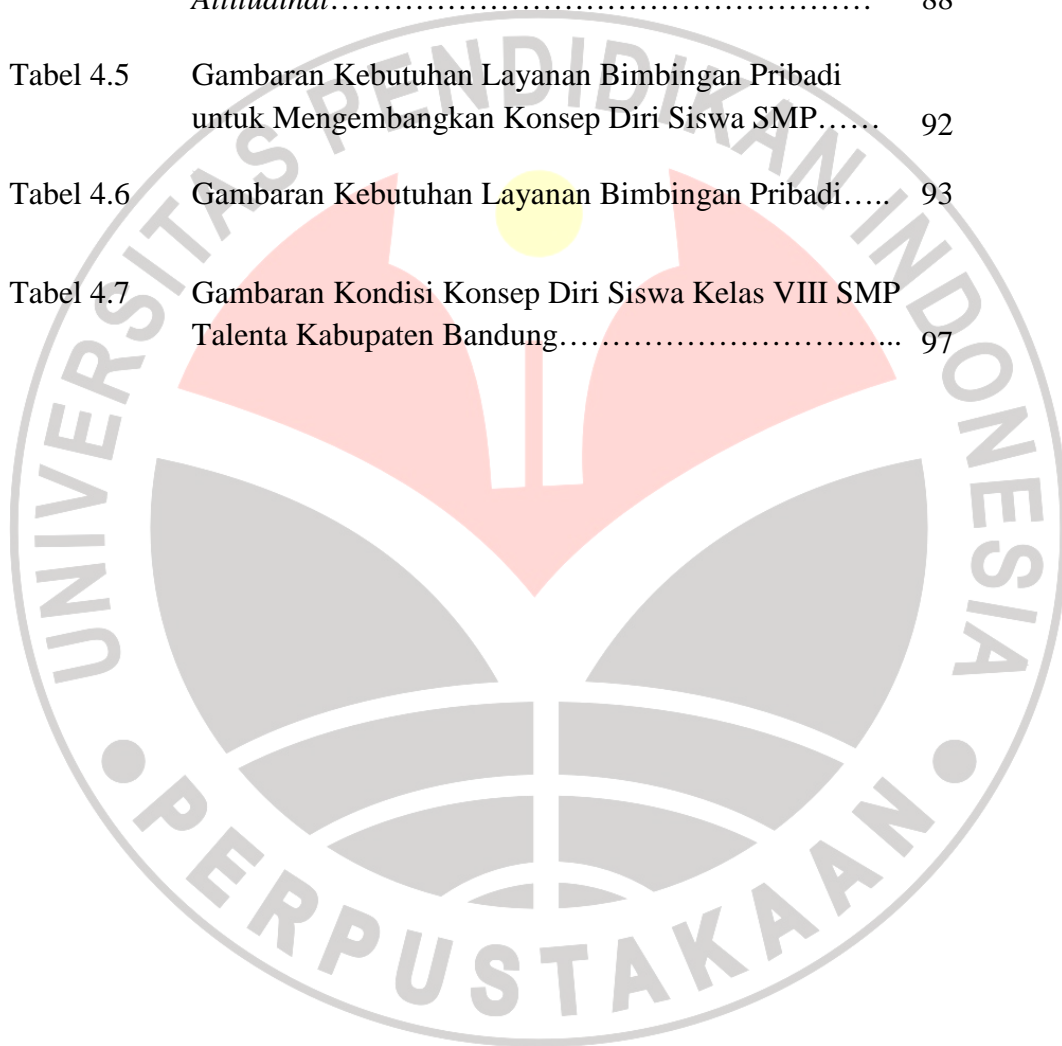 Attitudinal……………………………………………… 88
Tabel 4.5 Gambaran Kebutuhan Layanan Bimbingan Pribadi
untuk Mengembangkan Konsep Diri Siswa SMP…… 92
Tabel 4.6 Gambaran Kebutuhan Layanan Bimbingan Pribadi….. 93
Tabel 4.7 Gambaran Kondisi Konsep Diri Siswa Kelas VIII SMP
Talenta Kabupaten Bandung…………………………... 97
UNIVERSITAS PENDIDIKAN INDONESIA
PERPUSTAKAAN